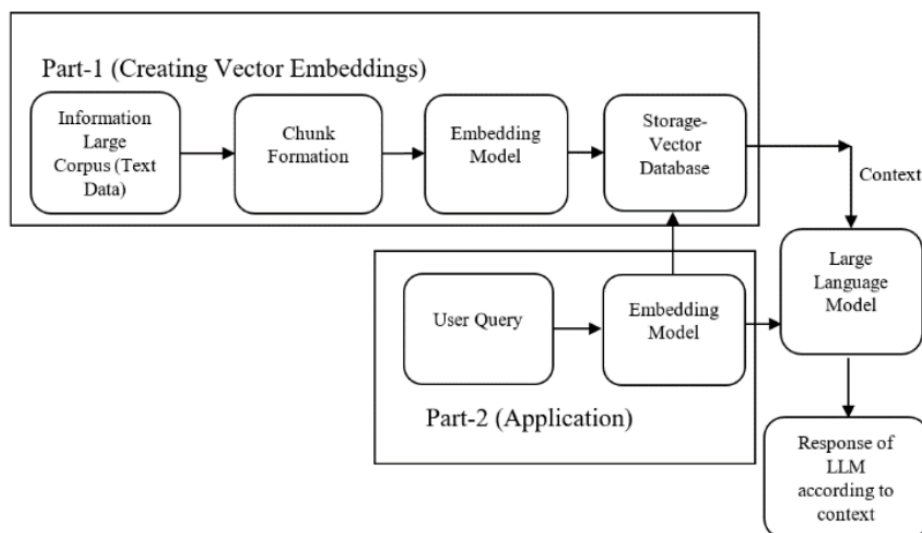 Part-1 (Creating Vector Embeddings)
Information
Large
Corpus (Text
Data)
Chunk
Formation
Embedding
Model
Storage-
Vector
Database
Context
User Query
Embedding
Model
Large
Language
Model
Part-2 (Application)
Response of
LLM
according to
context